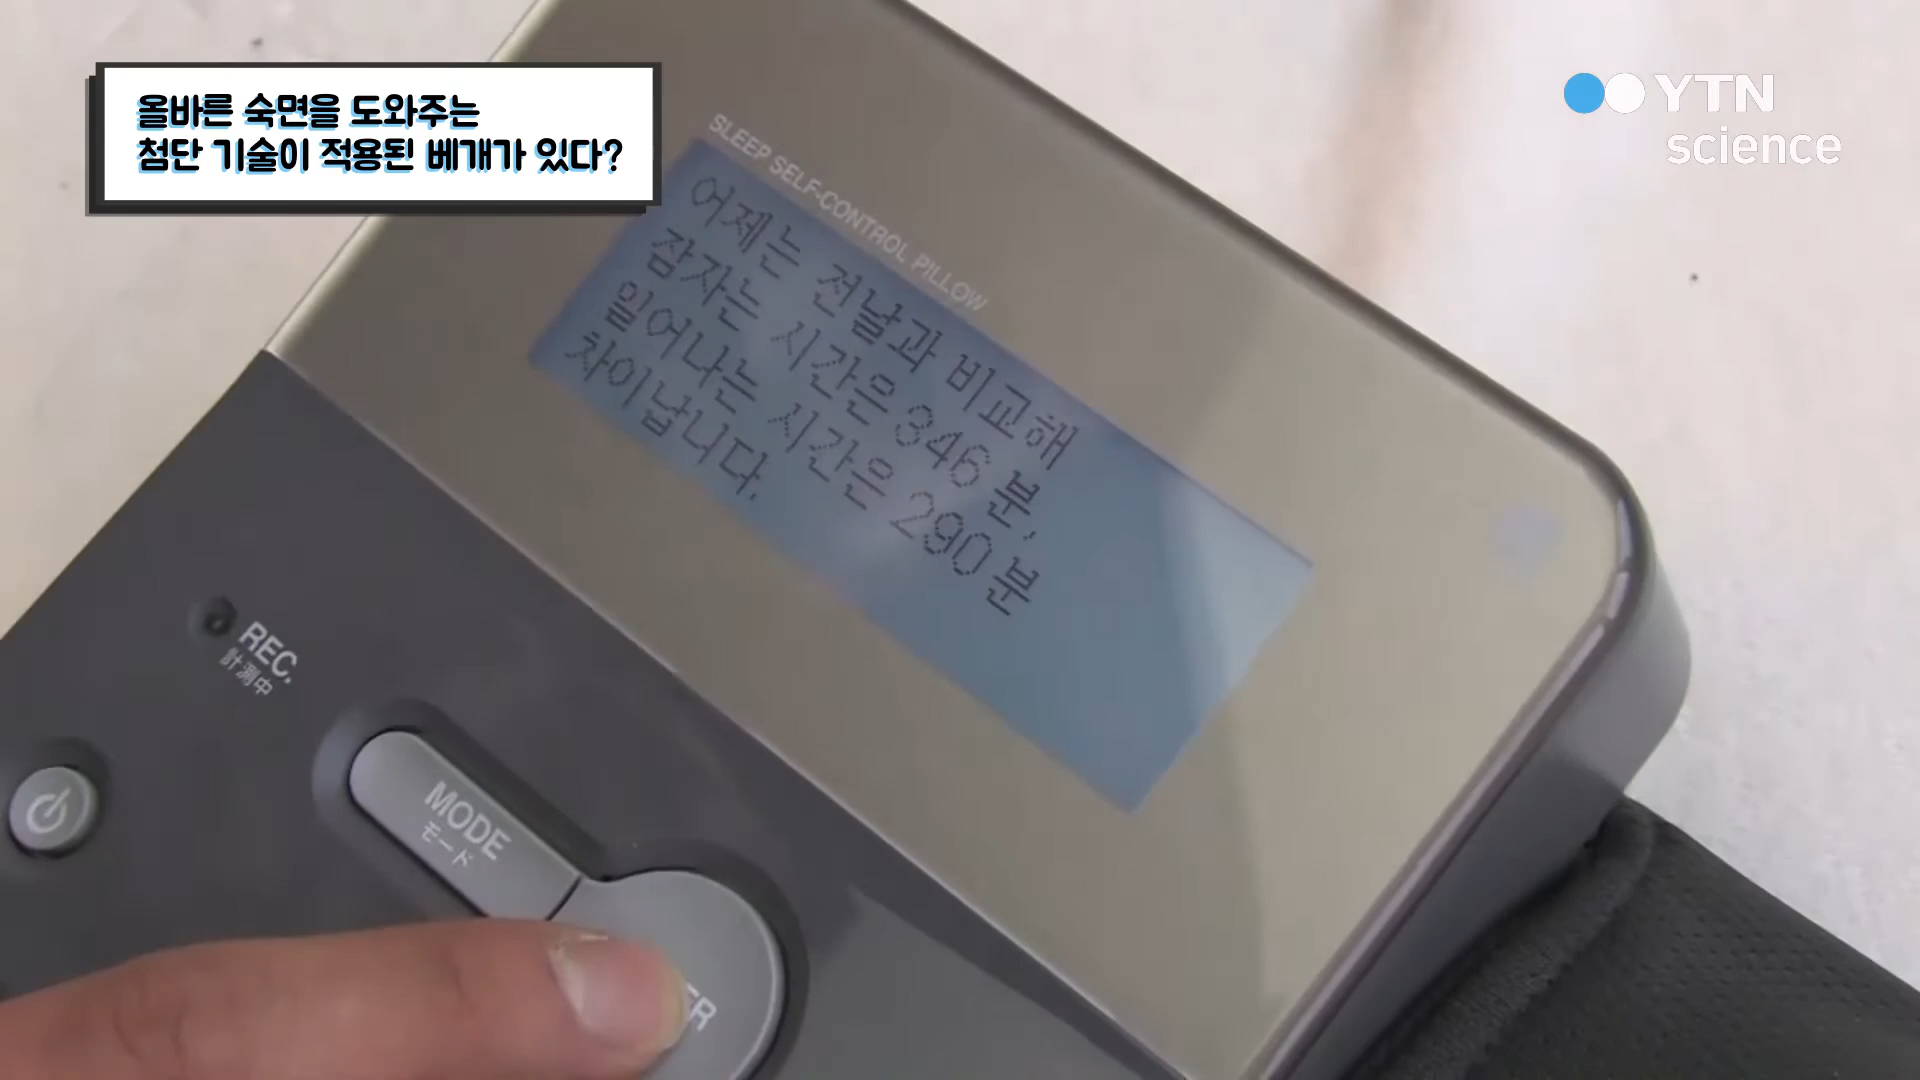 올바른 숙면을 도와주는
첨단 기술이 적용된 베개가 있다?
YTN
science
SLEEP SELF-CONTROL PILLOW
어제는 전날과 비교해
잠자는 시간은 346 분,
일어나는 시간은 290 분
차이납니다.
REC.
計測中
MODE
モード